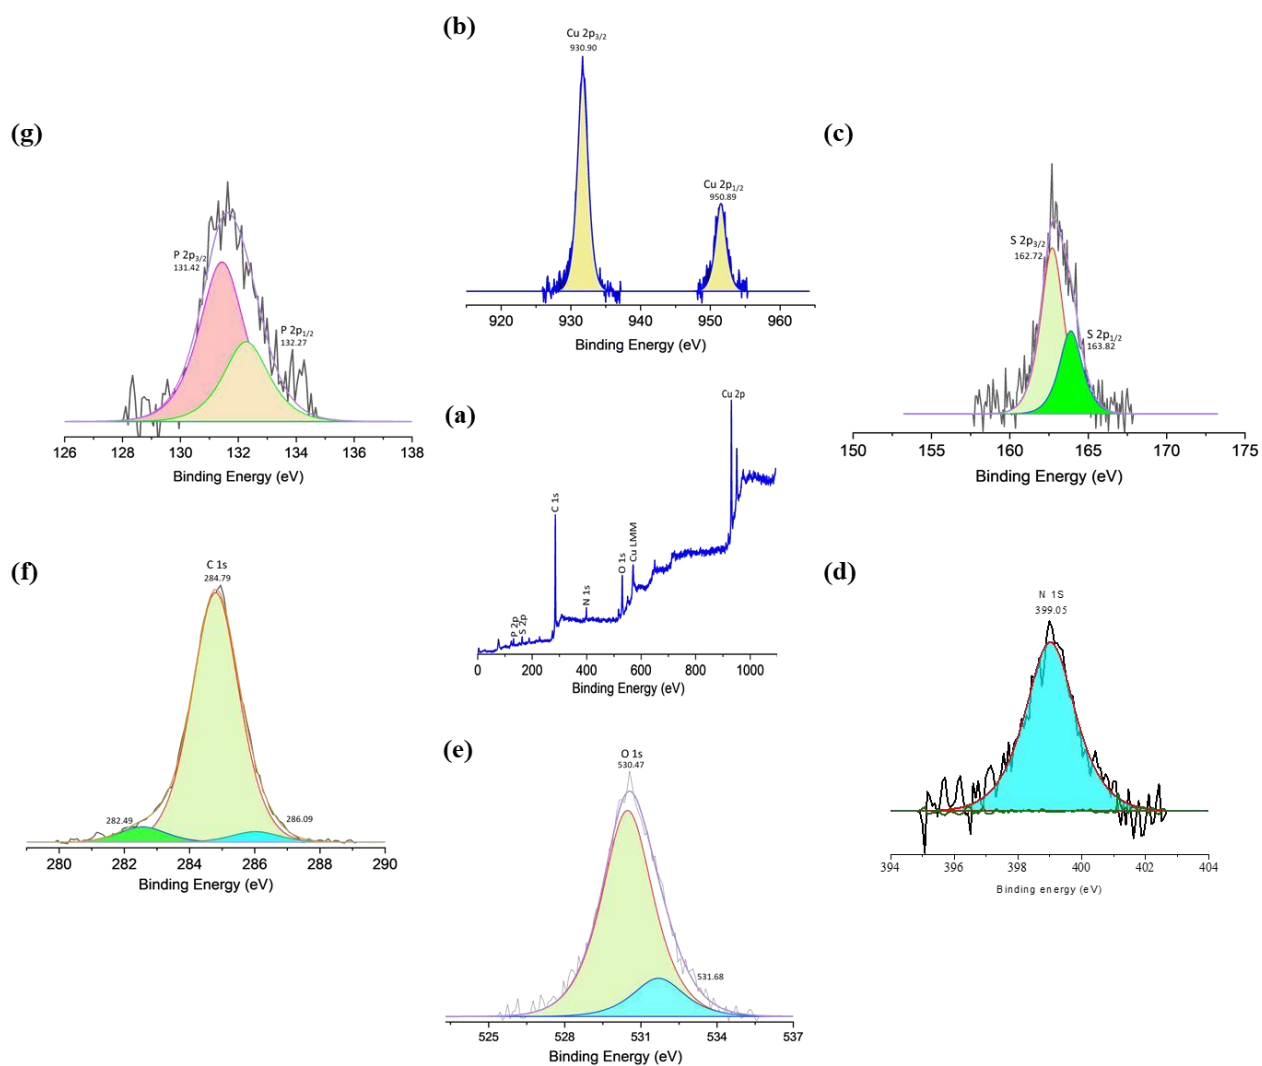 (b)
Cu 2p3/2
930.90
Cu 2p1/2
950.89
920 930 940 950 960
Binding Energy (eV)
(g)
P 2p3/2
131.42
P 2p1/2
132.27
126 128 130 132 134 136 138
Binding Energy (eV)
(c)
S 2p3/2
162.72
S 2p1/2
163.82
150 155 160 165 170 175
Binding Energy (eV)
(a)
Cu 2p
C 1s
O 1s
Cu LMM
N 1s
P 2p
S 2p
0 200 400 600 800 1000
Binding Energy (eV)
(f)
C 1s
284.79
282.49
286.09
280 282 284 286 288 290
Binding Energy (eV)
(d)
N 1S
399.05
394 396 398 400 402 404
Binding energy (eV)
(e)
O 1s
530.47
531.68
525 528 531 534 537
Binding Energy (eV)